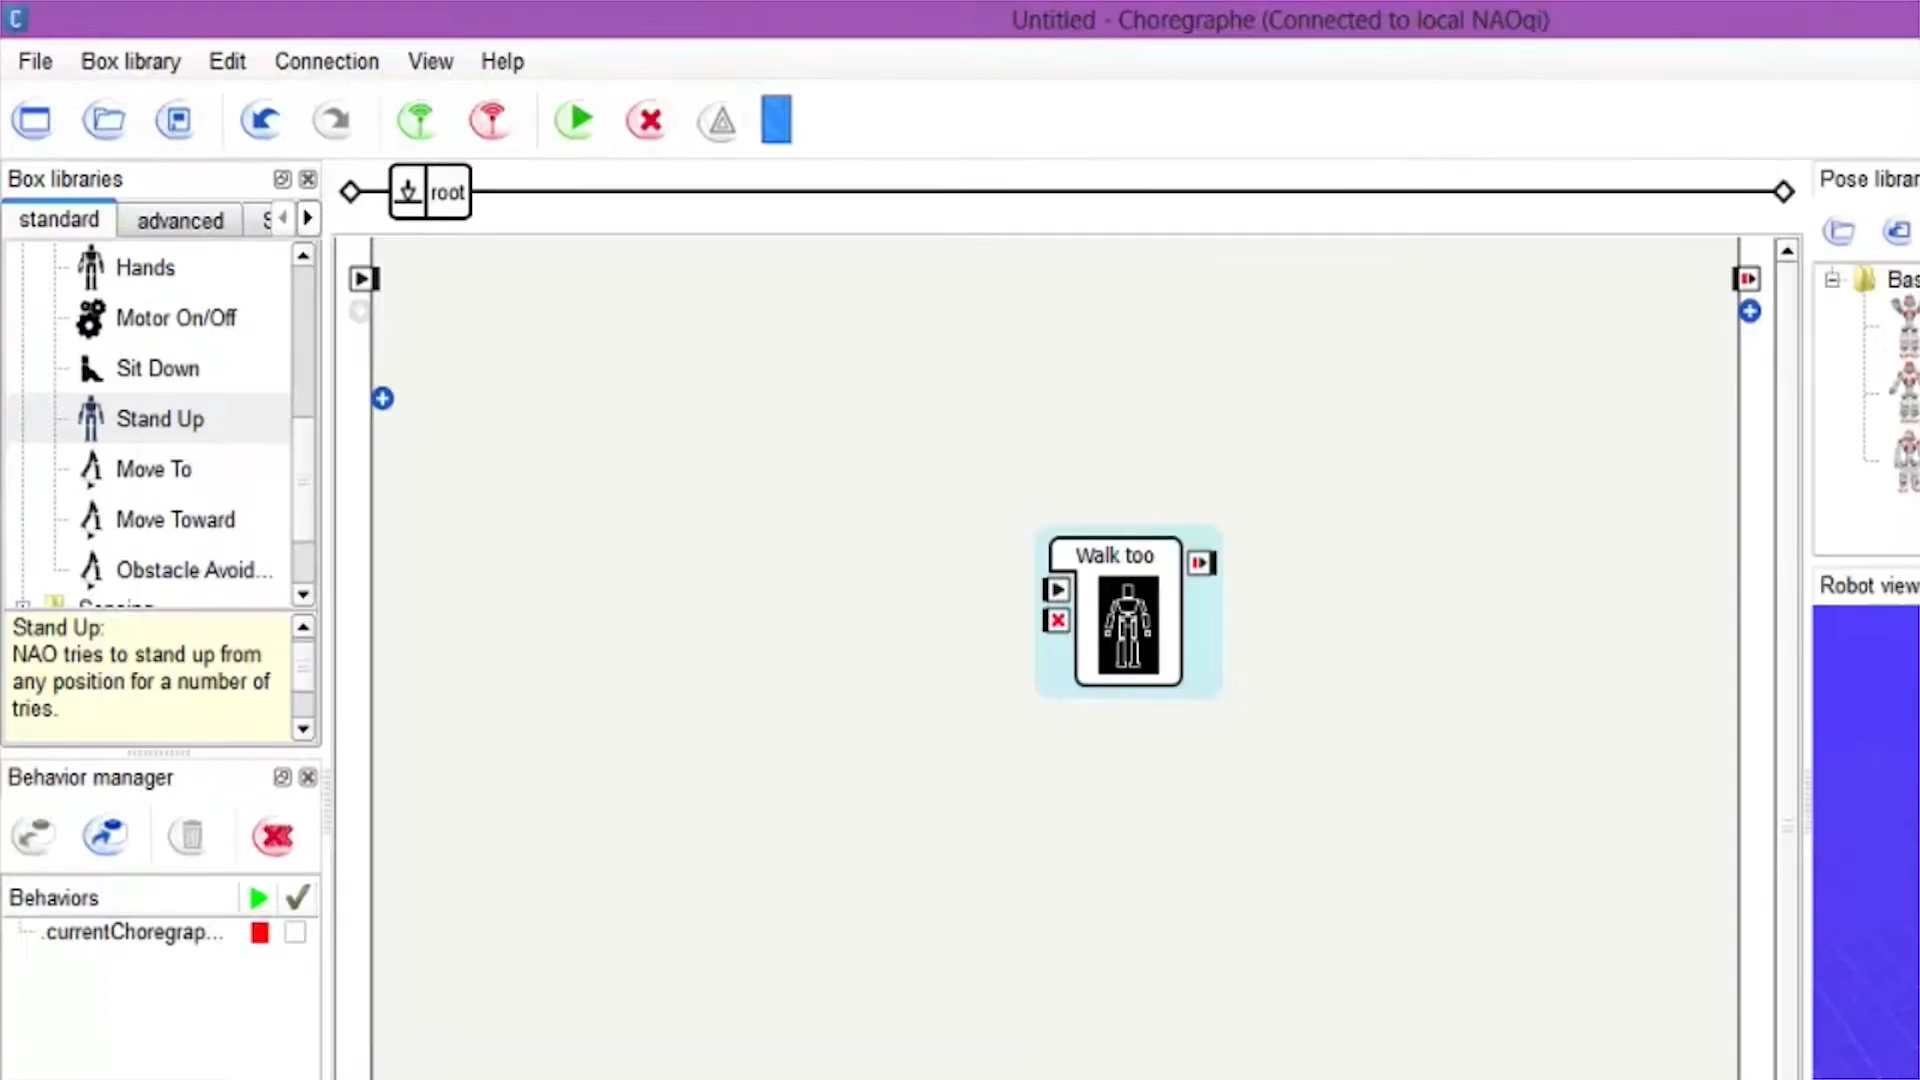 Untitled - Choregraphe (Connected to local NAOqi)
File Box library Edit Connection View Help
Box libraries
standard advanced
root
Pose librar
Hands
Motor On/Off
Sit Down
Stand Up
Move To
Move Toward
Obstacle Avoid...
Bas
Walk too
Stand Up:
NAO tries to stand up from
any position for a number of
tries.
Robot view
Behavior manager
Behaviors
.currentChoregrap...